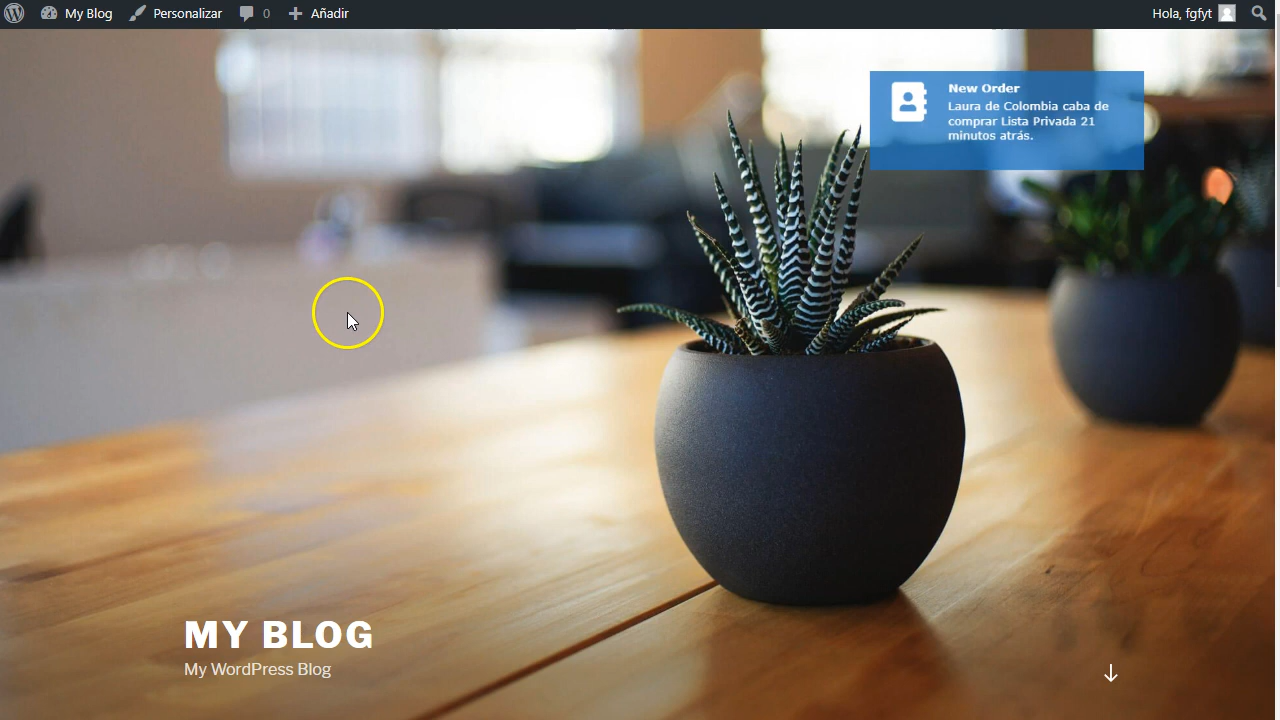 My Blog
Personalizar
0
Añadir
Hola, fgfyt
New Order
Laura de Colombia caba de
comprar Lista Privada 21
minutos atrás.
MY BLOG
My WordPress Blog